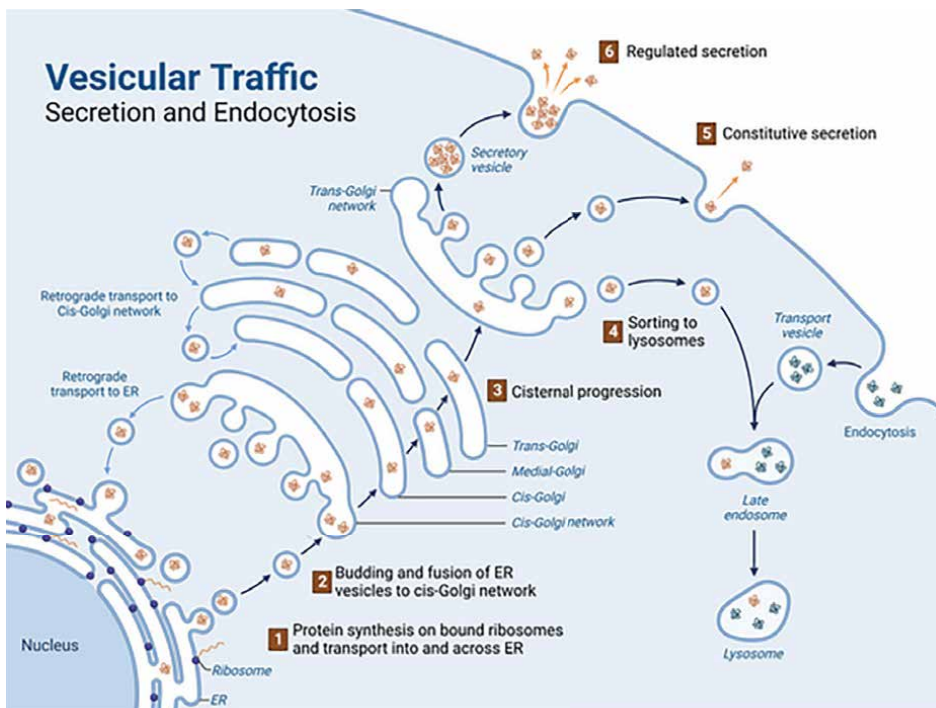 Vesicular Traffic
Secretion and Endocytosis
6 Regulated secretion
5 Constitutive secretion
Secretory
vesicle
Trans-Golgi
network
Retrograde transport to
Cis-Golgi network
4 Sorting to
lysosomes
Transport
vesicle
Retrograde
transport to ER
3 Cisternal progression
Endocytosis
Trans-Golgi
Medial-Golgi
Cis-Golgi
Cis-Golgi network
Late
endosome
2 Budding and fusion of ER
vesicles to cis-Golgi network
1 Protein synthesis on bound ribosomes
and transport into and across ER
Nucleus
Ribosome
ER
Lysosome